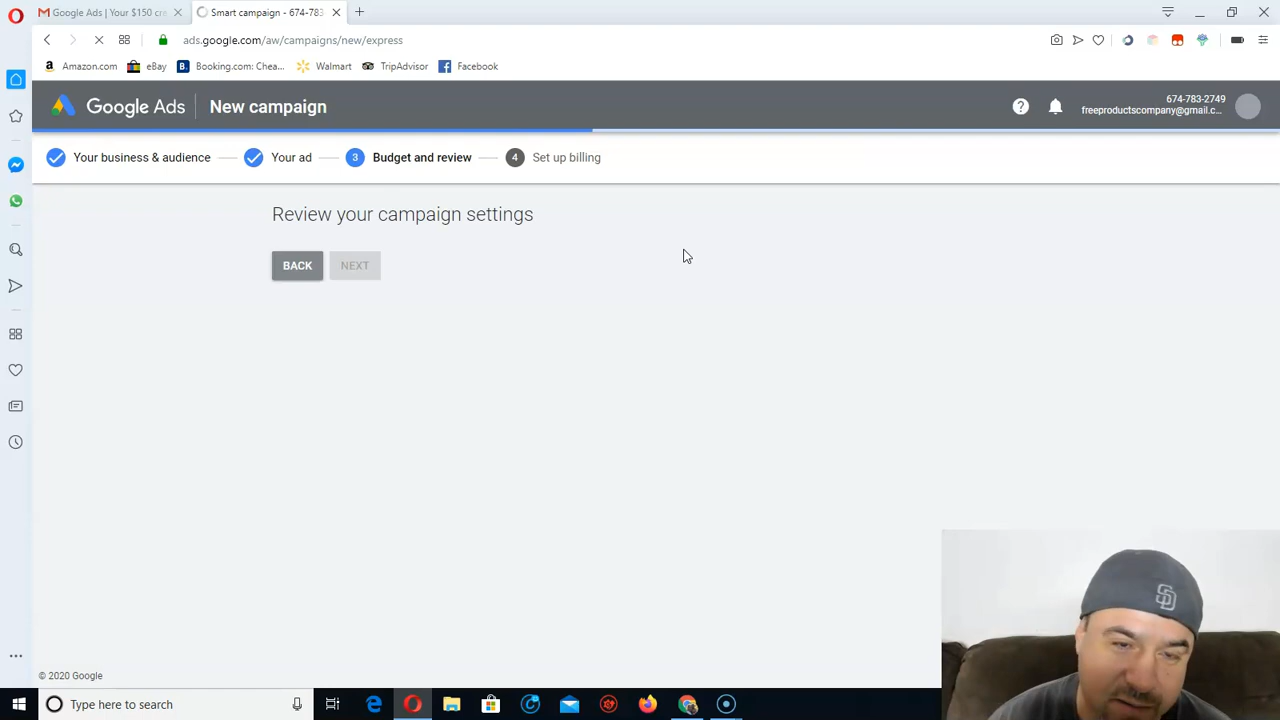 Google Ads | Your $150 cre
Smart campaign - 674-783
ads.google.com/aw/campaigns/new/express
Amazon.com
eBay
Booking.com: Chea...
Walmart
TripAdvisor
Facebook
Google Ads
New campaign
674-783-2749
freeproductscompany@gmail.c...
Your business & audience
Your ad
3
Budget and review
4
Set up billing
Review your campaign settings
BACK
NEXT
SD
© 2020 Google
Type here to search